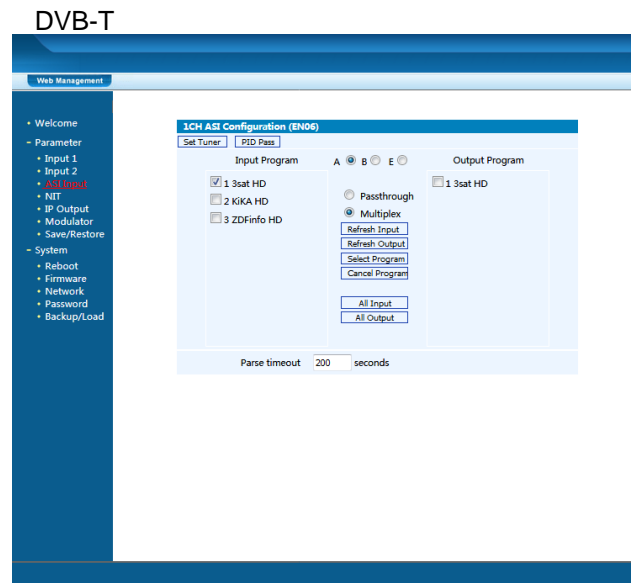 DVB-T
Web Management
Welcome
Parameter
Input 1
Input 2
ASI Input
NIT
IP Output
Modulator
Save/Restore
System
Reboot
Firmware
Network
Password
Backup/Load
1CH ASI Configuration (EN06)
Set Tuner PID Pass
Input Program A B E Output Program
1 3sat HD
2 KiKA HD
3 ZDFinfo HD
Passthrough
Multiplex
Refresh Input
Refresh Output
Select Program
Cancel Program
All Input
All Output
1 3sat HD
Parse timeout 200 seconds